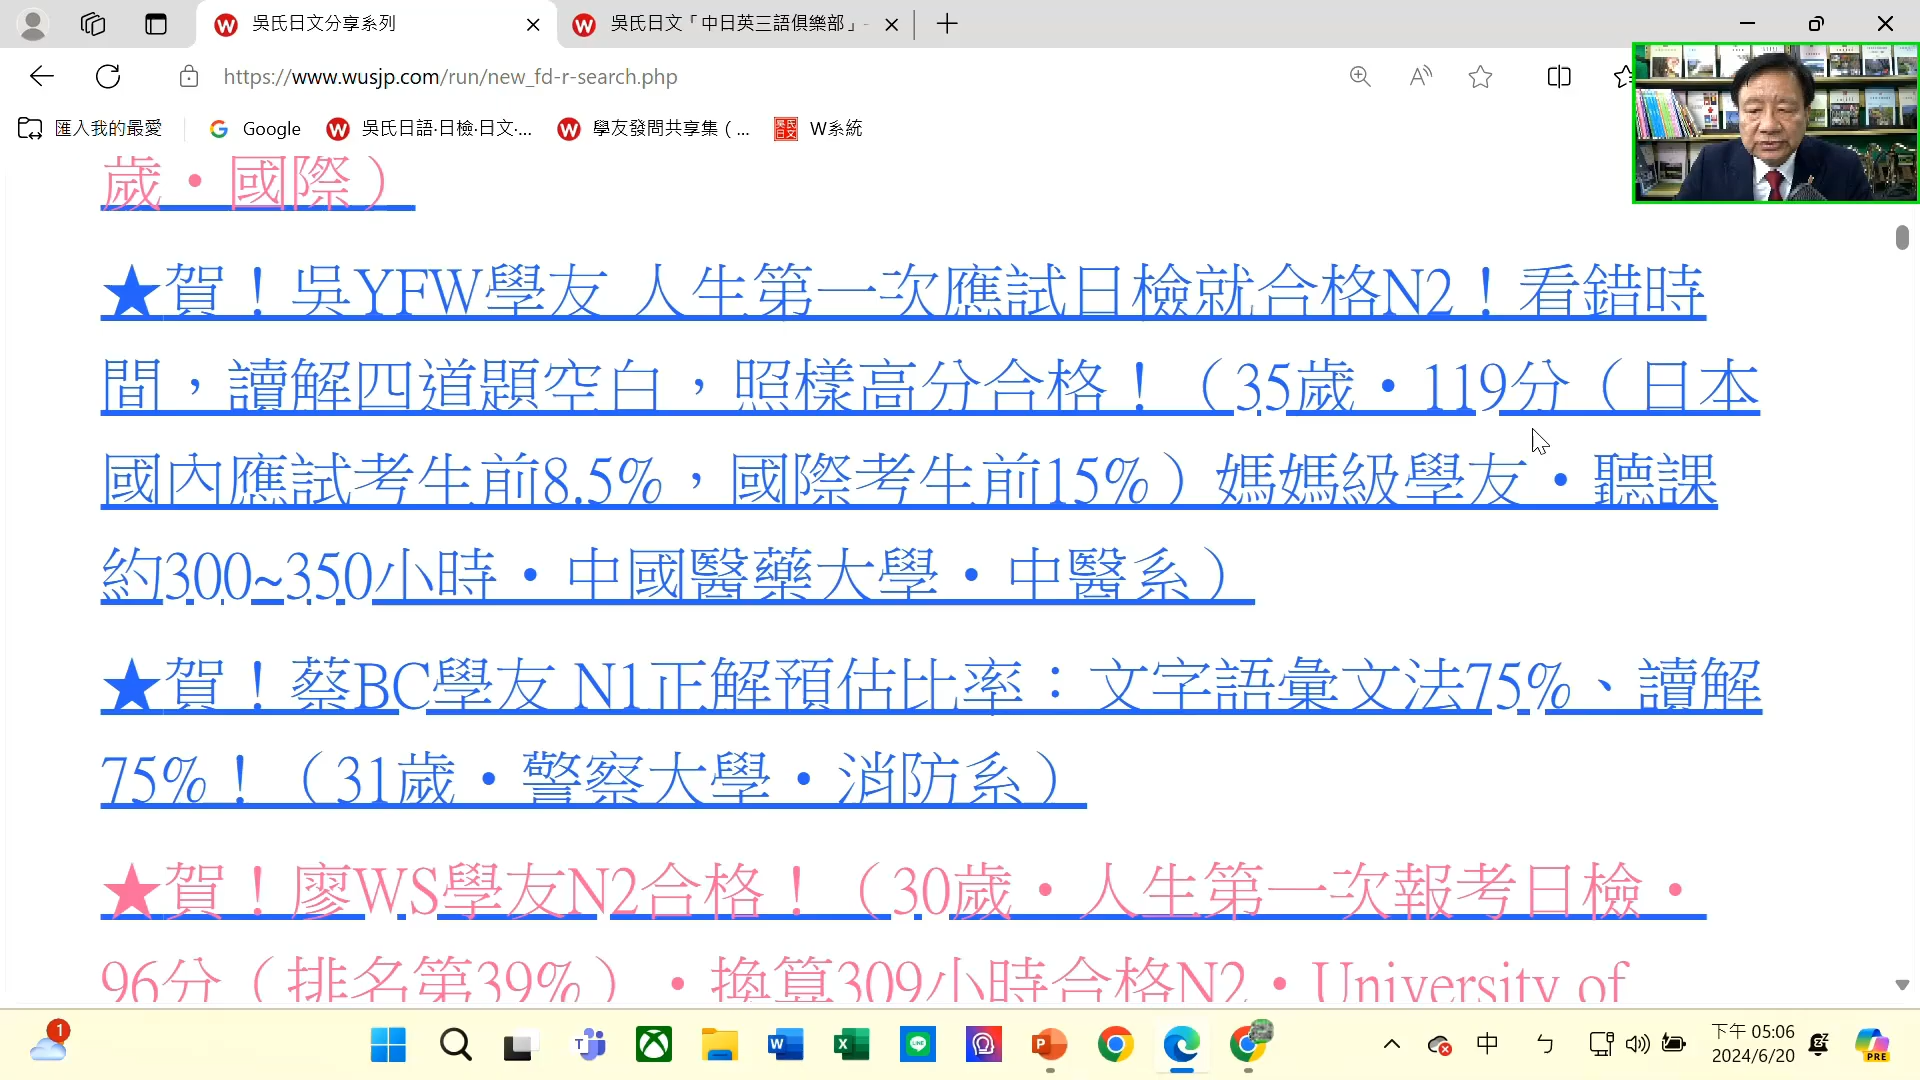 吳氏日文分享系列
吳氏日文「中日英三語俱樂部」-
https://www.wusjp.com/run/new_fd-r-search.php
匯入我的最愛
Google
吳氏日語·日檢·日文·...
學友發問共享集 ( ...
W系統
歲・國際）
★賀！吳YFW學友 人生第一次應試日檢就合格N2！看錯時
間，讀解四道題空白，照樣高分合格！（35歲・119分（日本
國內應試考生前8.5%，國際考生前15%）媽媽級學友・聽課
約300~350小時・中國醫藥大學・中醫系）
★賀！蔡BC學友 N1正解預估比率：文字語彙文法75%、讀解
75%！（31歲・警察大學・消防系）
★賀！廖WS學友N2合格！（30歲・人生第一次報考日檢・
96分（排名第39%）・換算309小時合格N2・University of
1
中
ㄅ
下午 05:06
2024/6/20
PRE